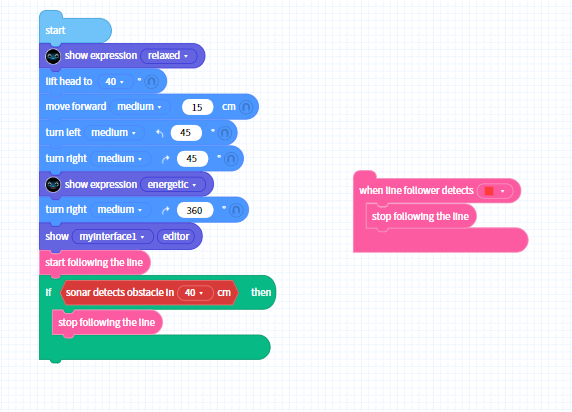 start
show expression relaxed
lift head to 40 °
move forward medium 15 cm
turn left medium 45 °
turn right medium 45 °
show expression energetic
turn right medium 360 °
show myinterface1 editor
start following the line
if sonar detects obstacle in 40 cm then
stop following the line
when line follower detects
stop following the line